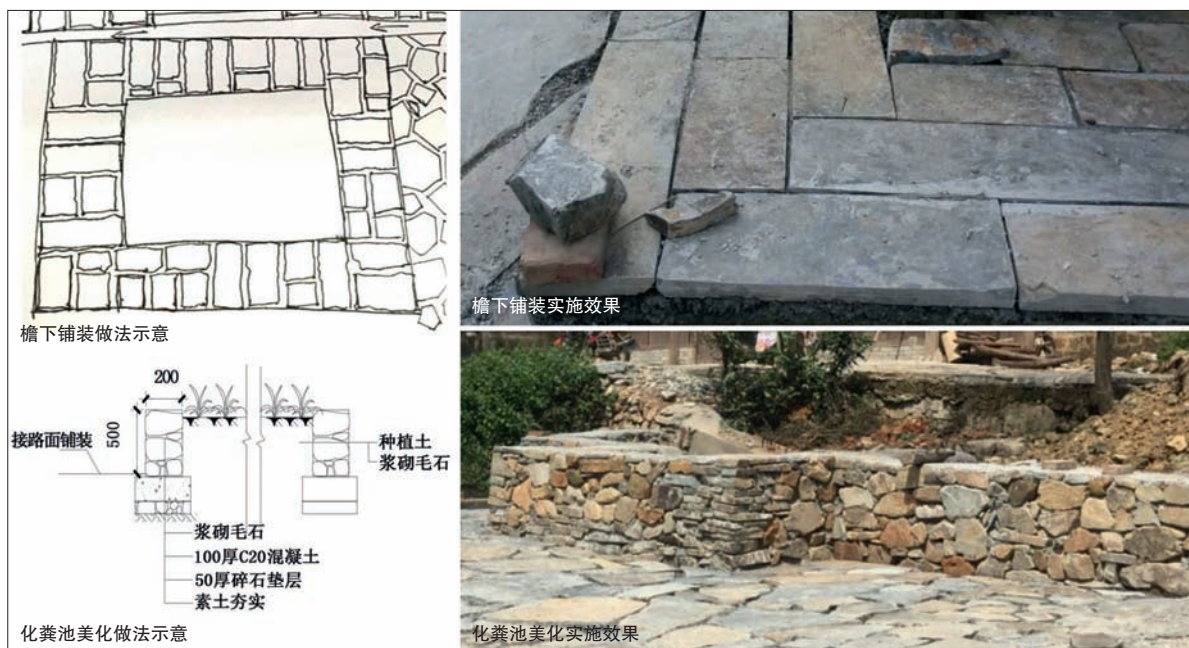 檐下铺装做法示意
檐下铺装实施效果
200
500
接路面铺装
种植土
浆砌毛石
浆砌毛石
100厚C20混凝土
50厚碎石垫层
素土夯实
化粪池美化做法示意
化粪池美化实施效果